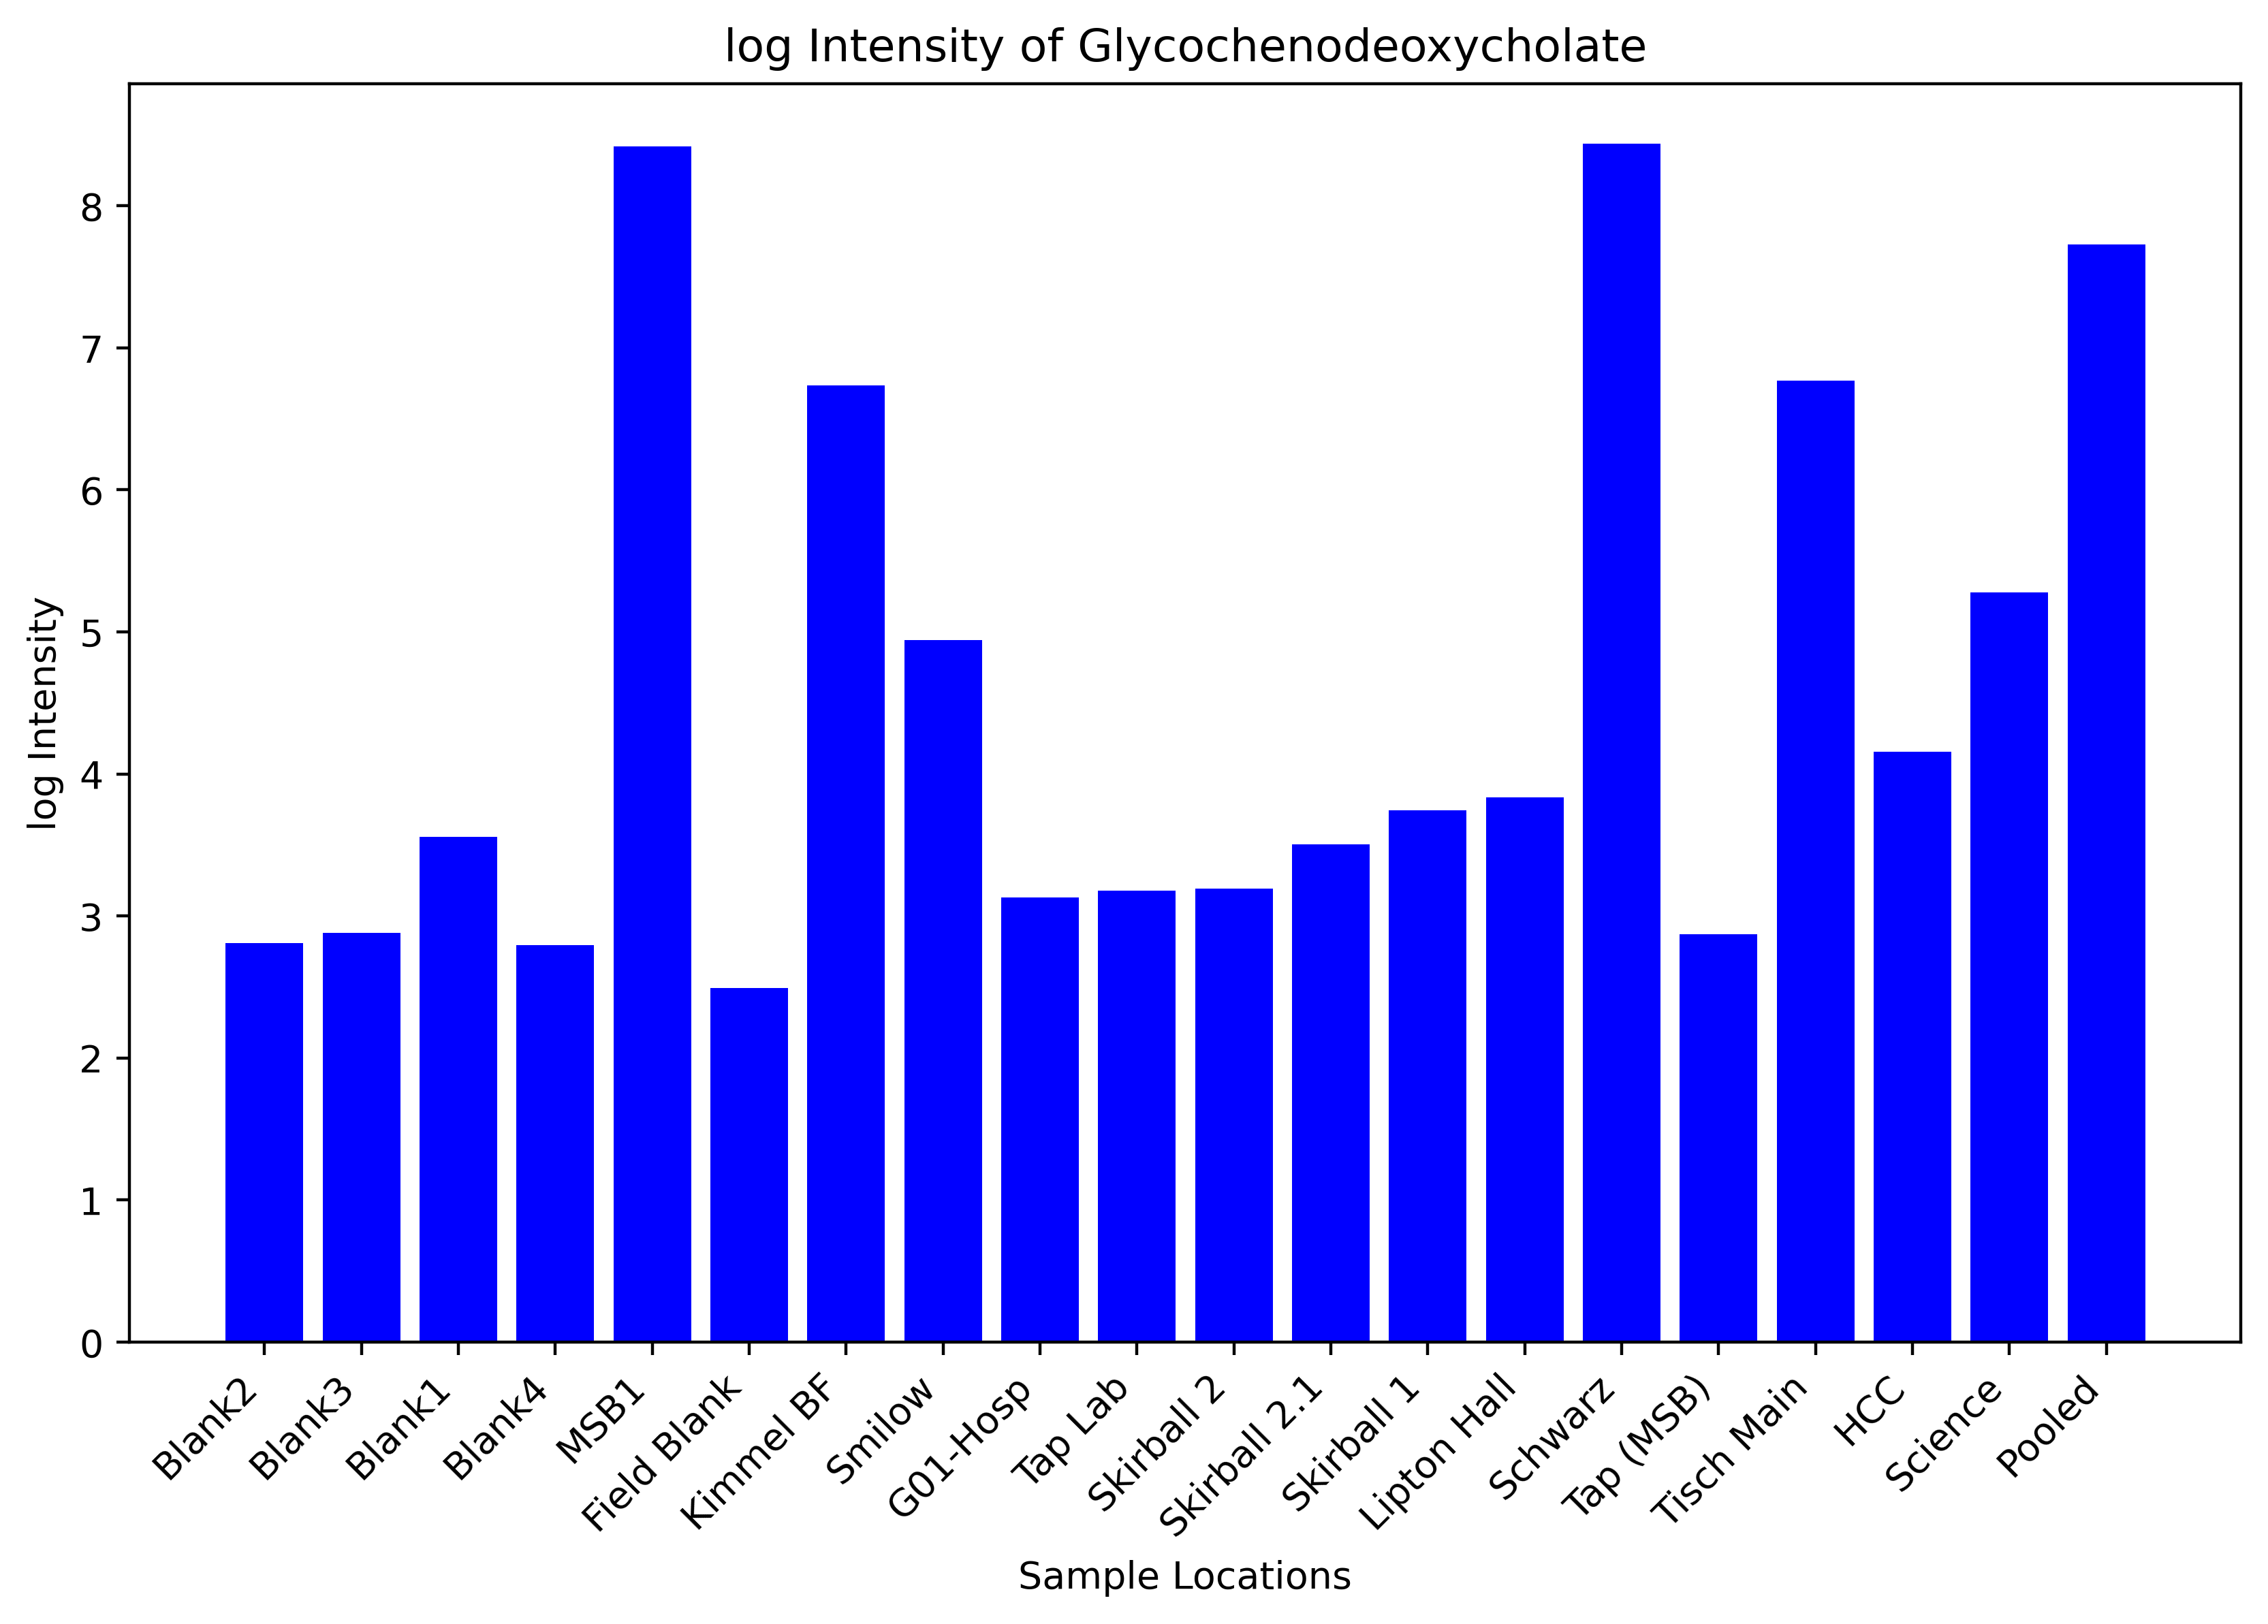 log Intensity of Glycochenodeoxycholate
log Intensity
8
7
6
5
4
3
2
1
0
Blank2
Blank3
Blank1
Blank4
MSB1
Field Blank
Kimmel BF
Smilow
G01-Hosp
Tap Lab
Skirball 2
Skirball 2.1
Skirball 1
Lipton Hall
Schwarz
Tap (MSB)
Tisch Main
HCC
Science
Pooled
Sample Locations